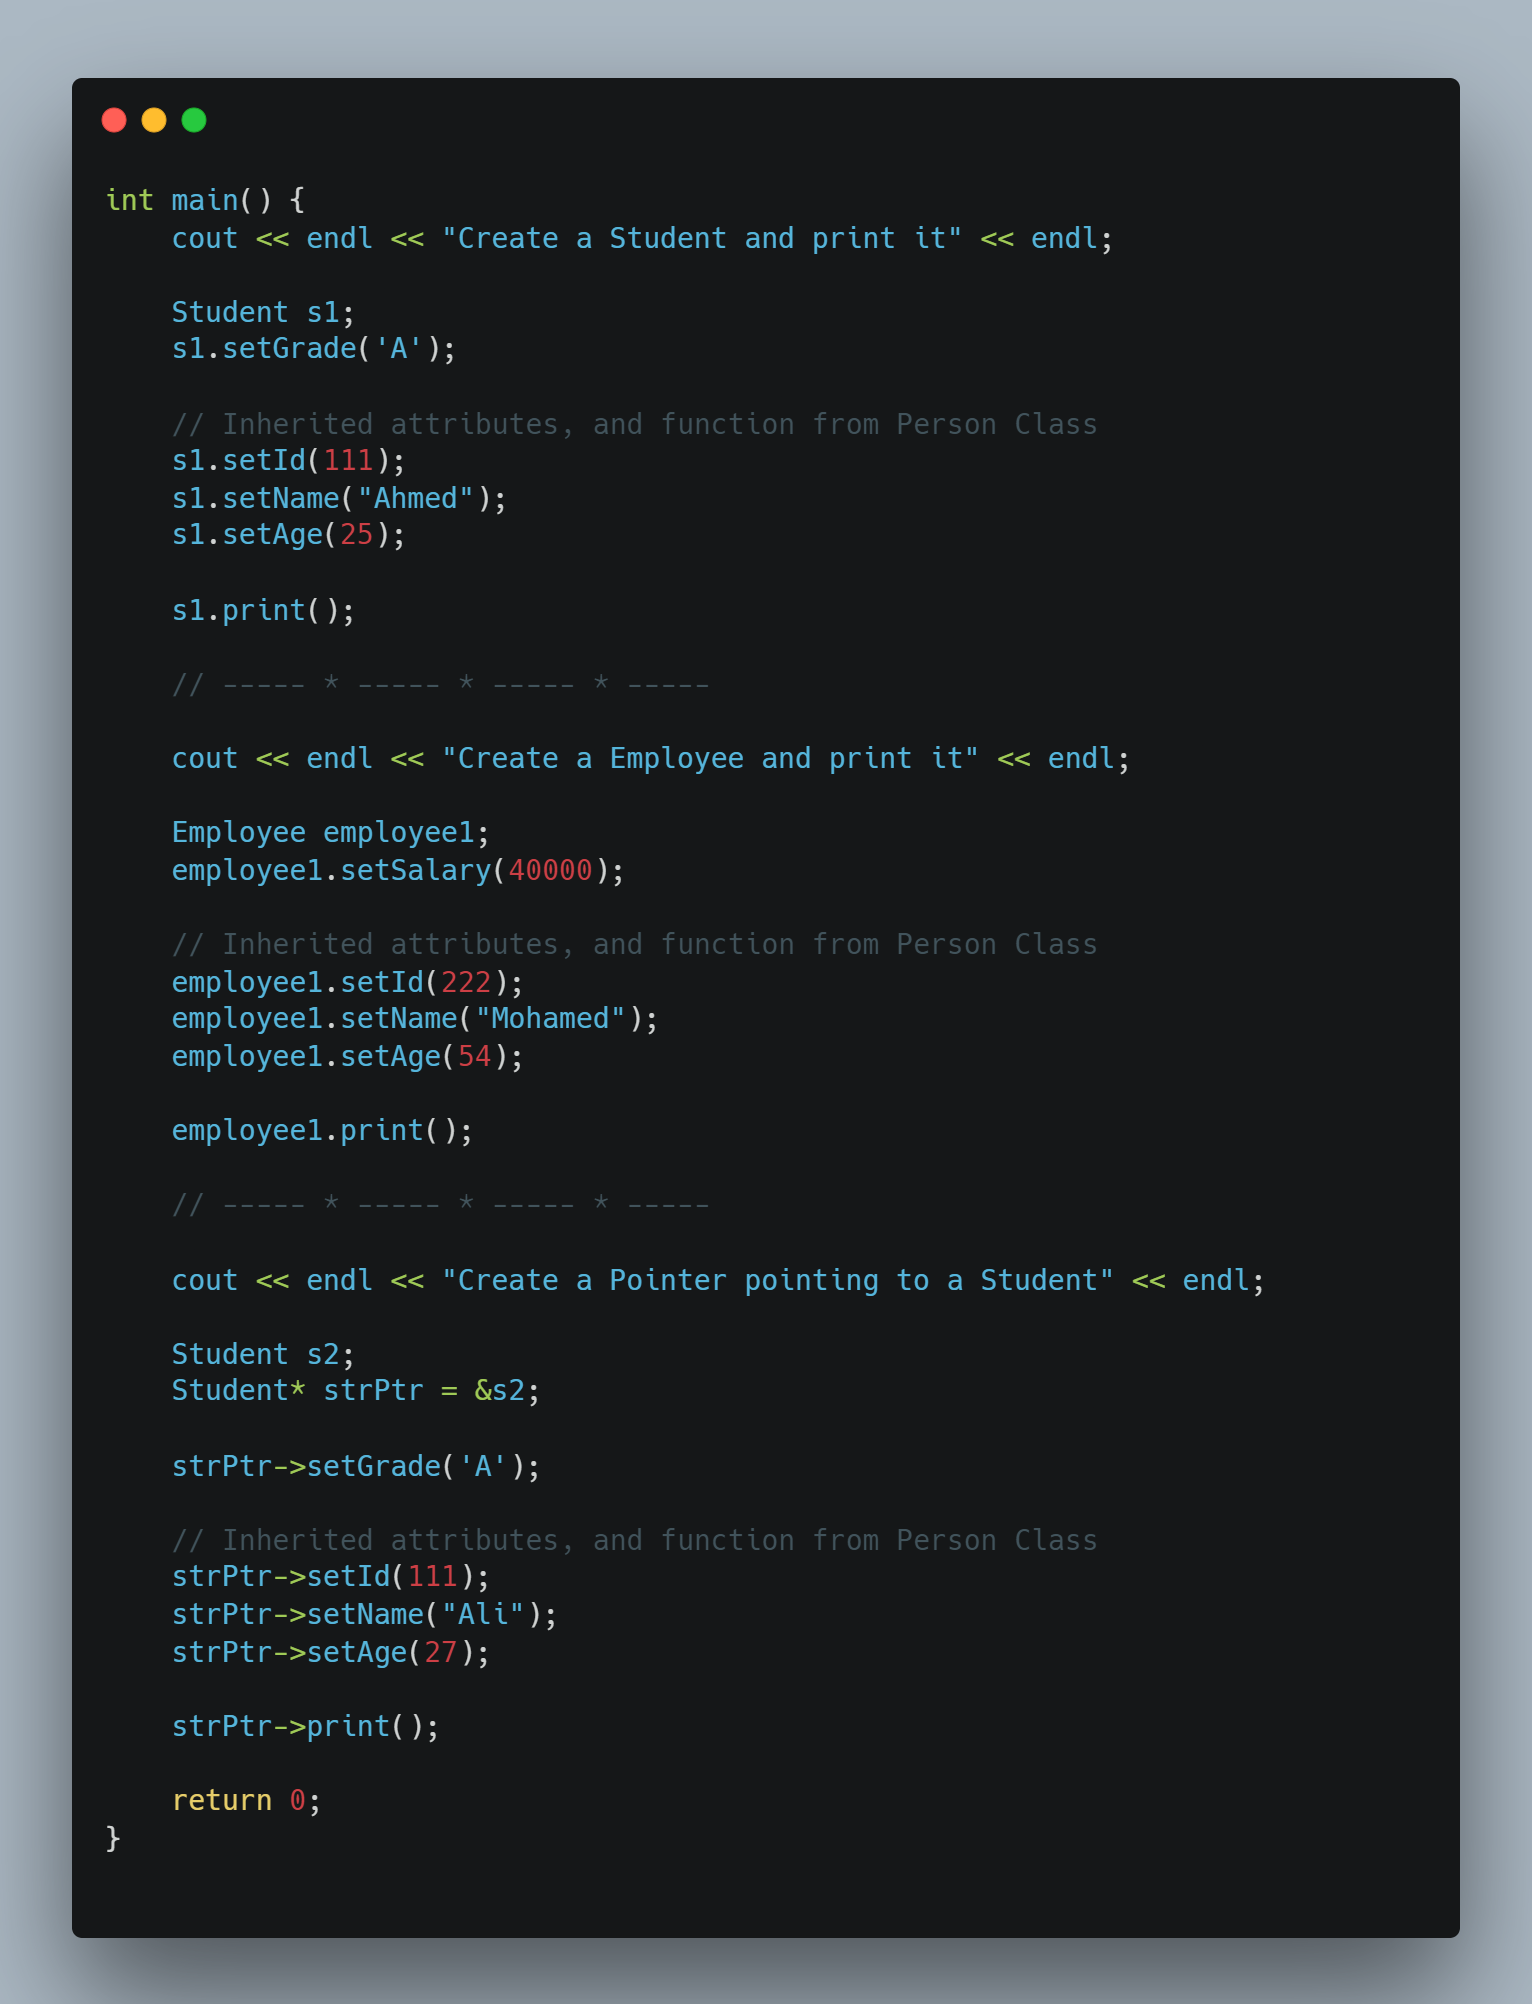 int main() {
    cout << endl << "Create a Student and print it" << endl;

    Student s1;
    s1.setGrade('A');

    // Inherited attributes, and function from Person Class
    s1.setId(111);
    s1.setName("Ahmed");
    s1.setAge(25);

    s1.print();

    // ----- * ----- * ----- * -----

    cout << endl << "Create a Employee and print it" << endl;

    Employee employee1;
    employee1.setSalary(40000);

    // Inherited attributes, and function from Person Class
    employee1.setId(222);
    employee1.setName("Mohamed");
    employee1.setAge(54);

    employee1.print();

    // ----- * ----- * ----- * -----

    cout << endl << "Create a Pointer pointing to a Student" << endl;

    Student s2;
    Student* strPtr = &s2;

    strPtr->setGrade('A');

    // Inherited attributes, and function from Person Class
    strPtr->setId(111);
    strPtr->setName("Ali");
    strPtr->setAge(27);

    strPtr->print();

    return 0;
}